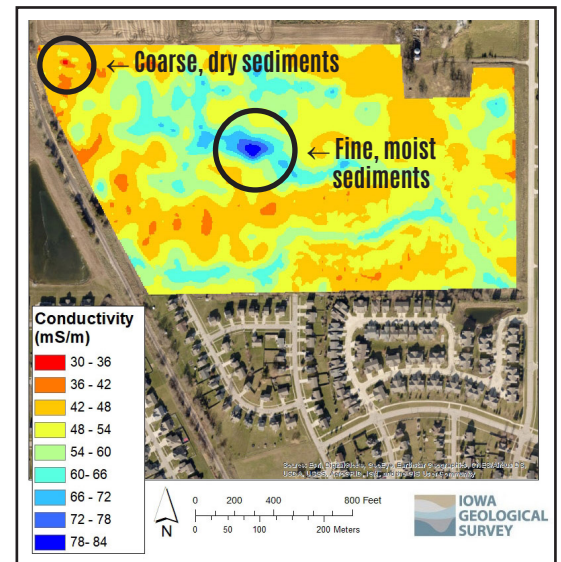 ← Coarse, dry sediments
← Fine, moist
sediments
Conductivity
(mS/m)
30 - 36
36 - 42
42 - 48
48 - 54
54 - 60
60- 66
66 - 72
72 - 78
78- 84
N
0 200 400 800 Feet
0 50 100 200 Meters
IOWA
GEOLOGICAL
SURVEY